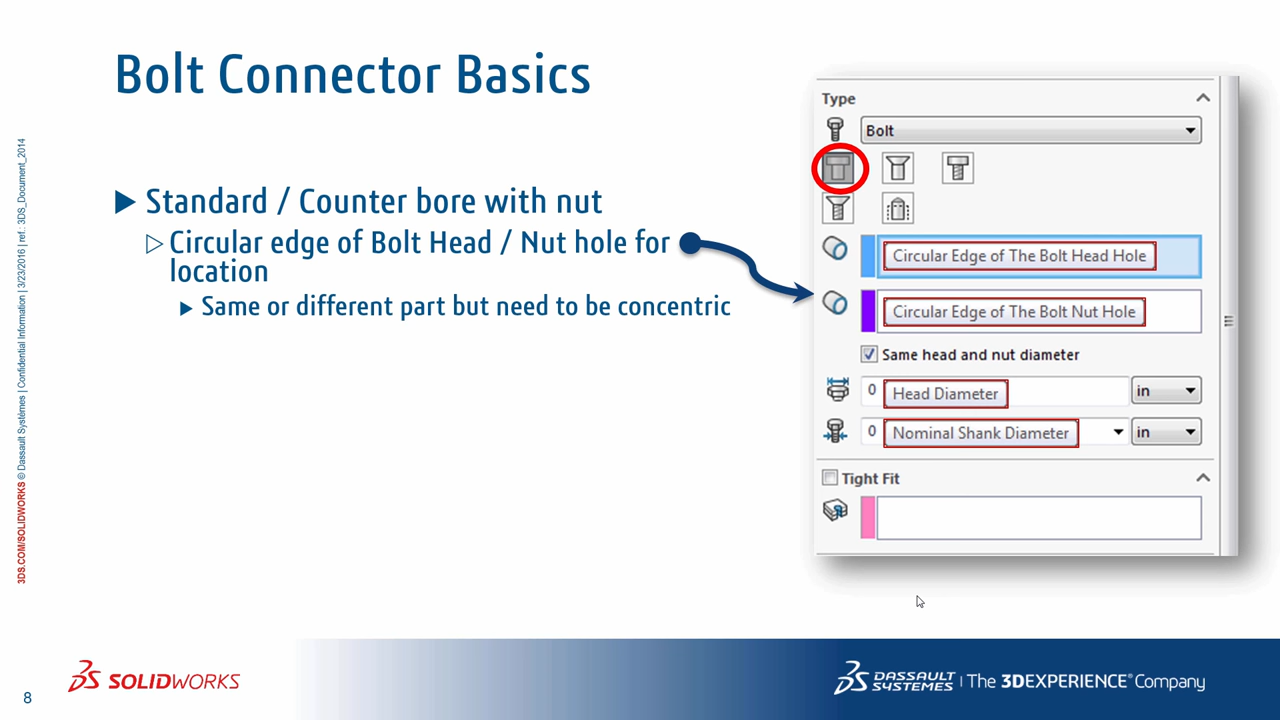 Bolt Connector Basics
Standard / Counter bore with nut
Circular edge of Bolt Head / Nut hole for
location
Same or different part but need to be concentric
Type
Bolt
Circular Edge of The Bolt Head Hole
Circular Edge of The Bolt Nut Hole
Same head and nut diameter
0 Head Diameter in
0 Nominal Shank Diameter in
Tight Fit
3DS.COM/SOLIDWORKS © Dassault Systèmes | Confidential Information | 3/23/2016 | ref.: 3DS_Document_2014
8
SOLIDWORKS
DASSAULT SYSTEMES | The 3DEXPERIENCE® Company